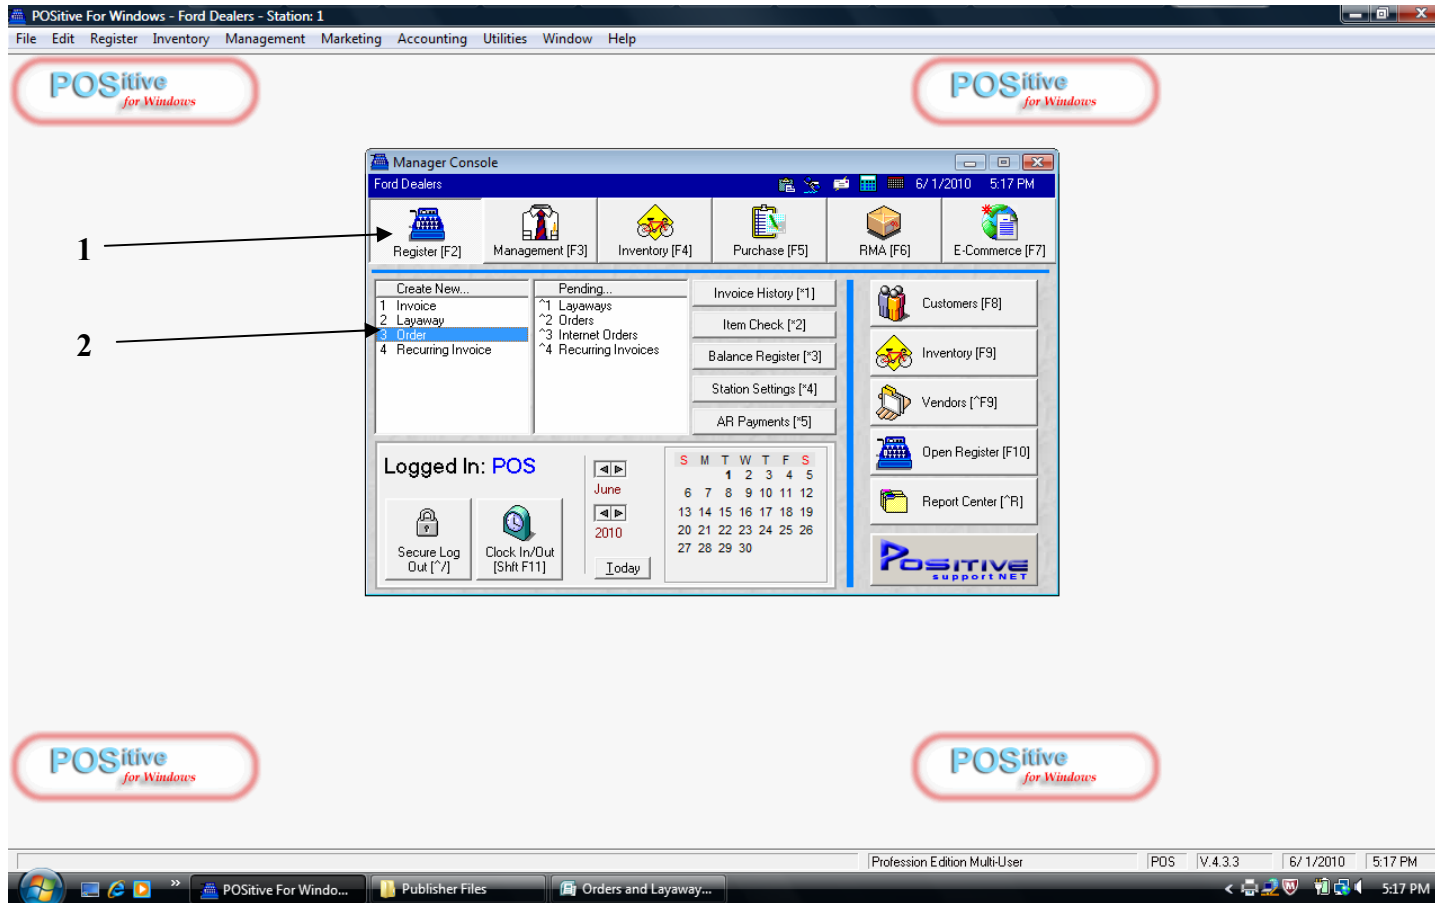 POSitive For Windows - Ford Dealers - Station: 1
File Edit Register Inventory Management Marketing Accounting Utilities Window Help
POSitive
for Windows
POSitive
for Windows
Manager Console
Ford Dealers 6/ 1/2010 5:17 PM
1
Register [F2] Management [F3] Inventory [F4] Purchase [F5] RMA [F6] E-Commerce [F7]
Create New...
1 Invoice
2 Layaway
3 Order
4 Recurring Invoice
2
Pending...
^1 Layaways
^2 Orders
^3 Internet Orders
^4 Recurring Invoices
Invoice History [*1]
Item Check [*2]
Balance Register [*3]
Station Settings [*4]
AR Payments [*5]
Customers [F8]
Inventory [F9]
Vendors [^F9]
Open Register [F10]
Report Center [^R]
POSITIVE
support NET
Logged In: POS
Secure Log
Out [^/]
Clock In/Out
[Shft F11]
June
2010
Today
S M T W T F S
1 2 3 4 5
6 7 8 9 10 11 12
13 14 15 16 17 18 19
20 21 22 23 24 25 26
27 28 29 30
POSitive
for Windows
POSitive
for Windows
Profession Edition Multi-User POS V.4.3.3 6/ 1/2010 5:17 PM
» POSitive For Windo... Publisher Files Orders and Layaway... < 5:17 PM